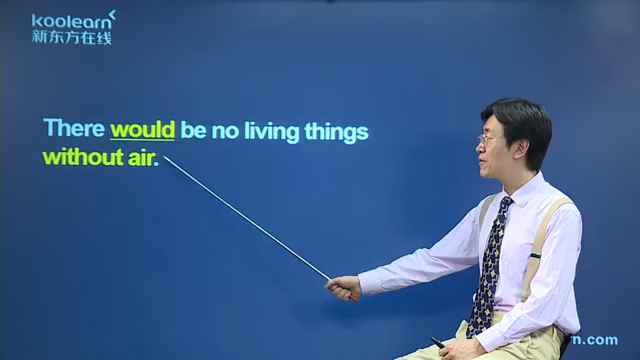 koolearn
新东方在线
There would be no living things
without air.
n.com